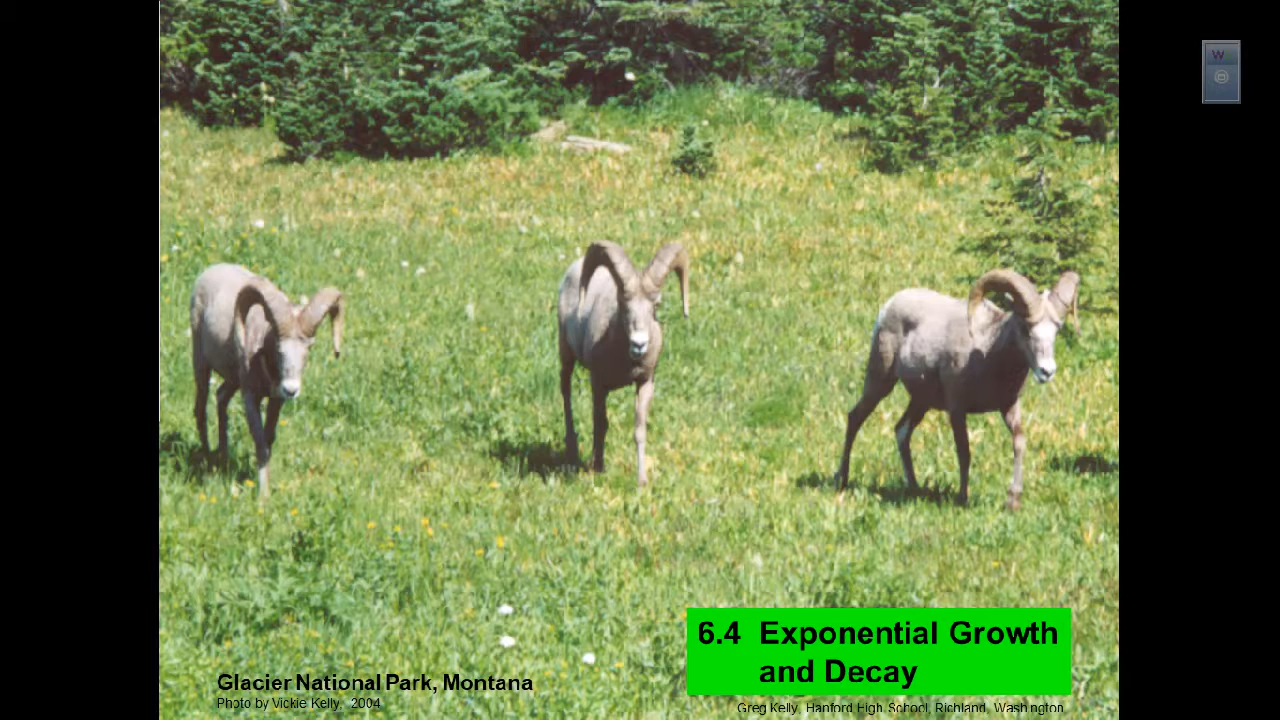 W
6.4 Exponential Growth
and Decay
Glacier National Park, Montana
Photo by Vickie Kelly, 2004
Greg Kelly, Hanford High School, Richland, Washington